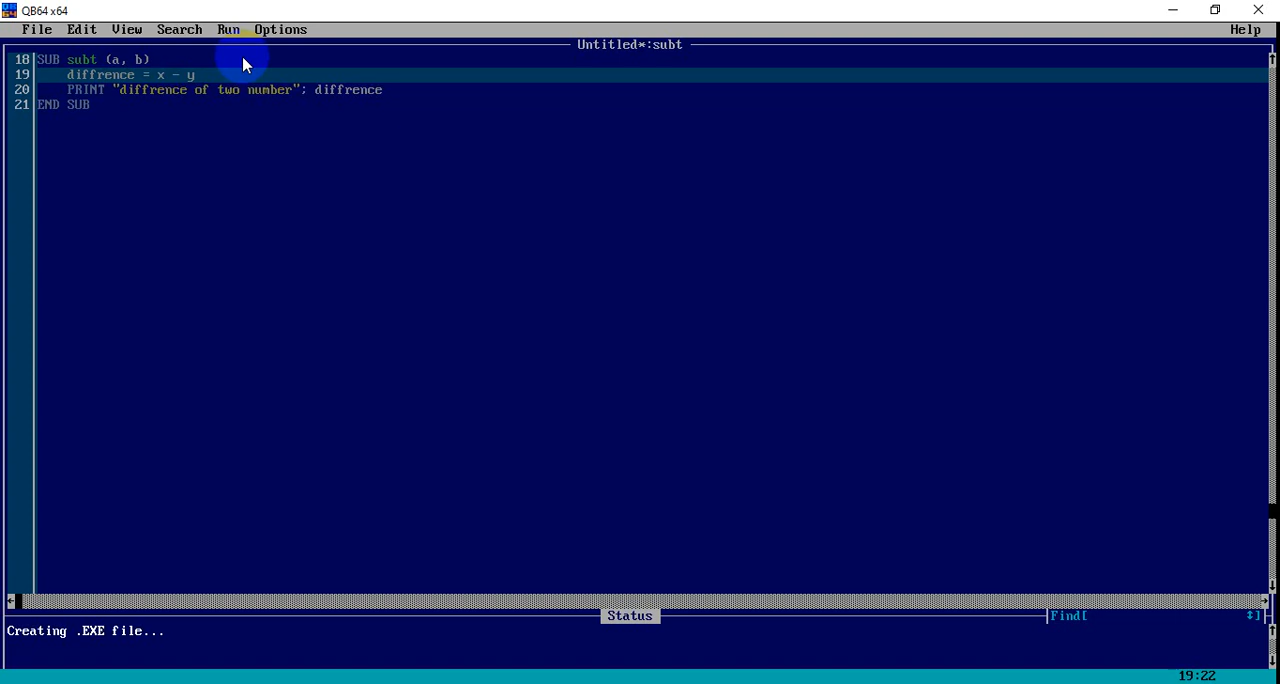 QB64 x64
File Edit View Search Run Options Help
Untitled*:subt
18 SUB subt (a, b)
19 diffrence = x - y
20 PRINT "diffrence of two number"; diffrence
21 END SUB
Status Find[ ↕]
Creating .EXE file...
19:22